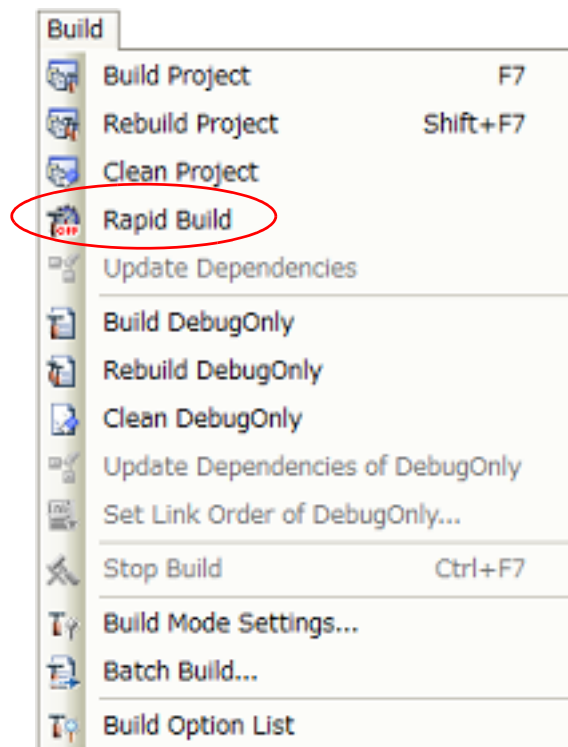 Build
Build Project F7
Rebuild Project Shift+F7
Clean Project
OFF Rapid Build
Update Dependencies
Build DebugOnly
Rebuild DebugOnly
Clean DebugOnly
Update Dependencies of DebugOnly
Set Link Order of DebugOnly...
Stop Build Ctrl+F7
Build Mode Settings...
Batch Build...
Build Option List